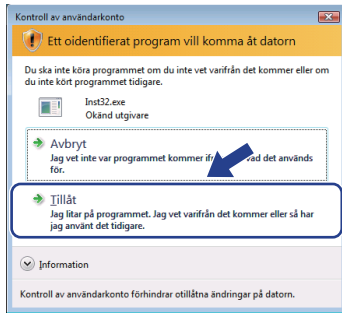 Kontroll av användarkonto
Ett oidentifierat program vill komma åt datorn
Du ska inte köra programmet om du inte vet varifrån det kommer eller om
du inte kört programmet tidigare.
Inst32.exe
Okänd utgivare
Avbryt
Jag vet inte var programmet kommer vad det används
för.
Tillåt
Jag litar på programmet. Jag vet varifrån det kommer eller så har
jag använt det tidigare.
Information
Kontroll av användarkonto förhindrar otillåtna ändringar på datorn.